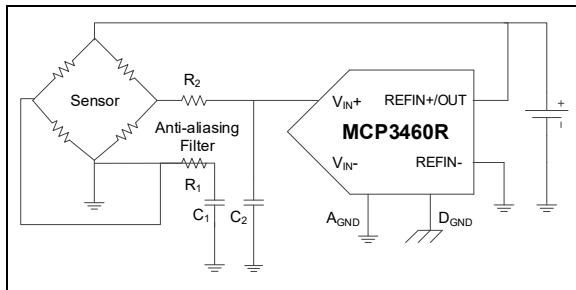 R2
Sensor
VIN+
REFIN+/OUT
+
Anti-aliasing
Filter
MCP3460R
-
VIN-
REFIN-
R1
C1
C2
AGND
DGND